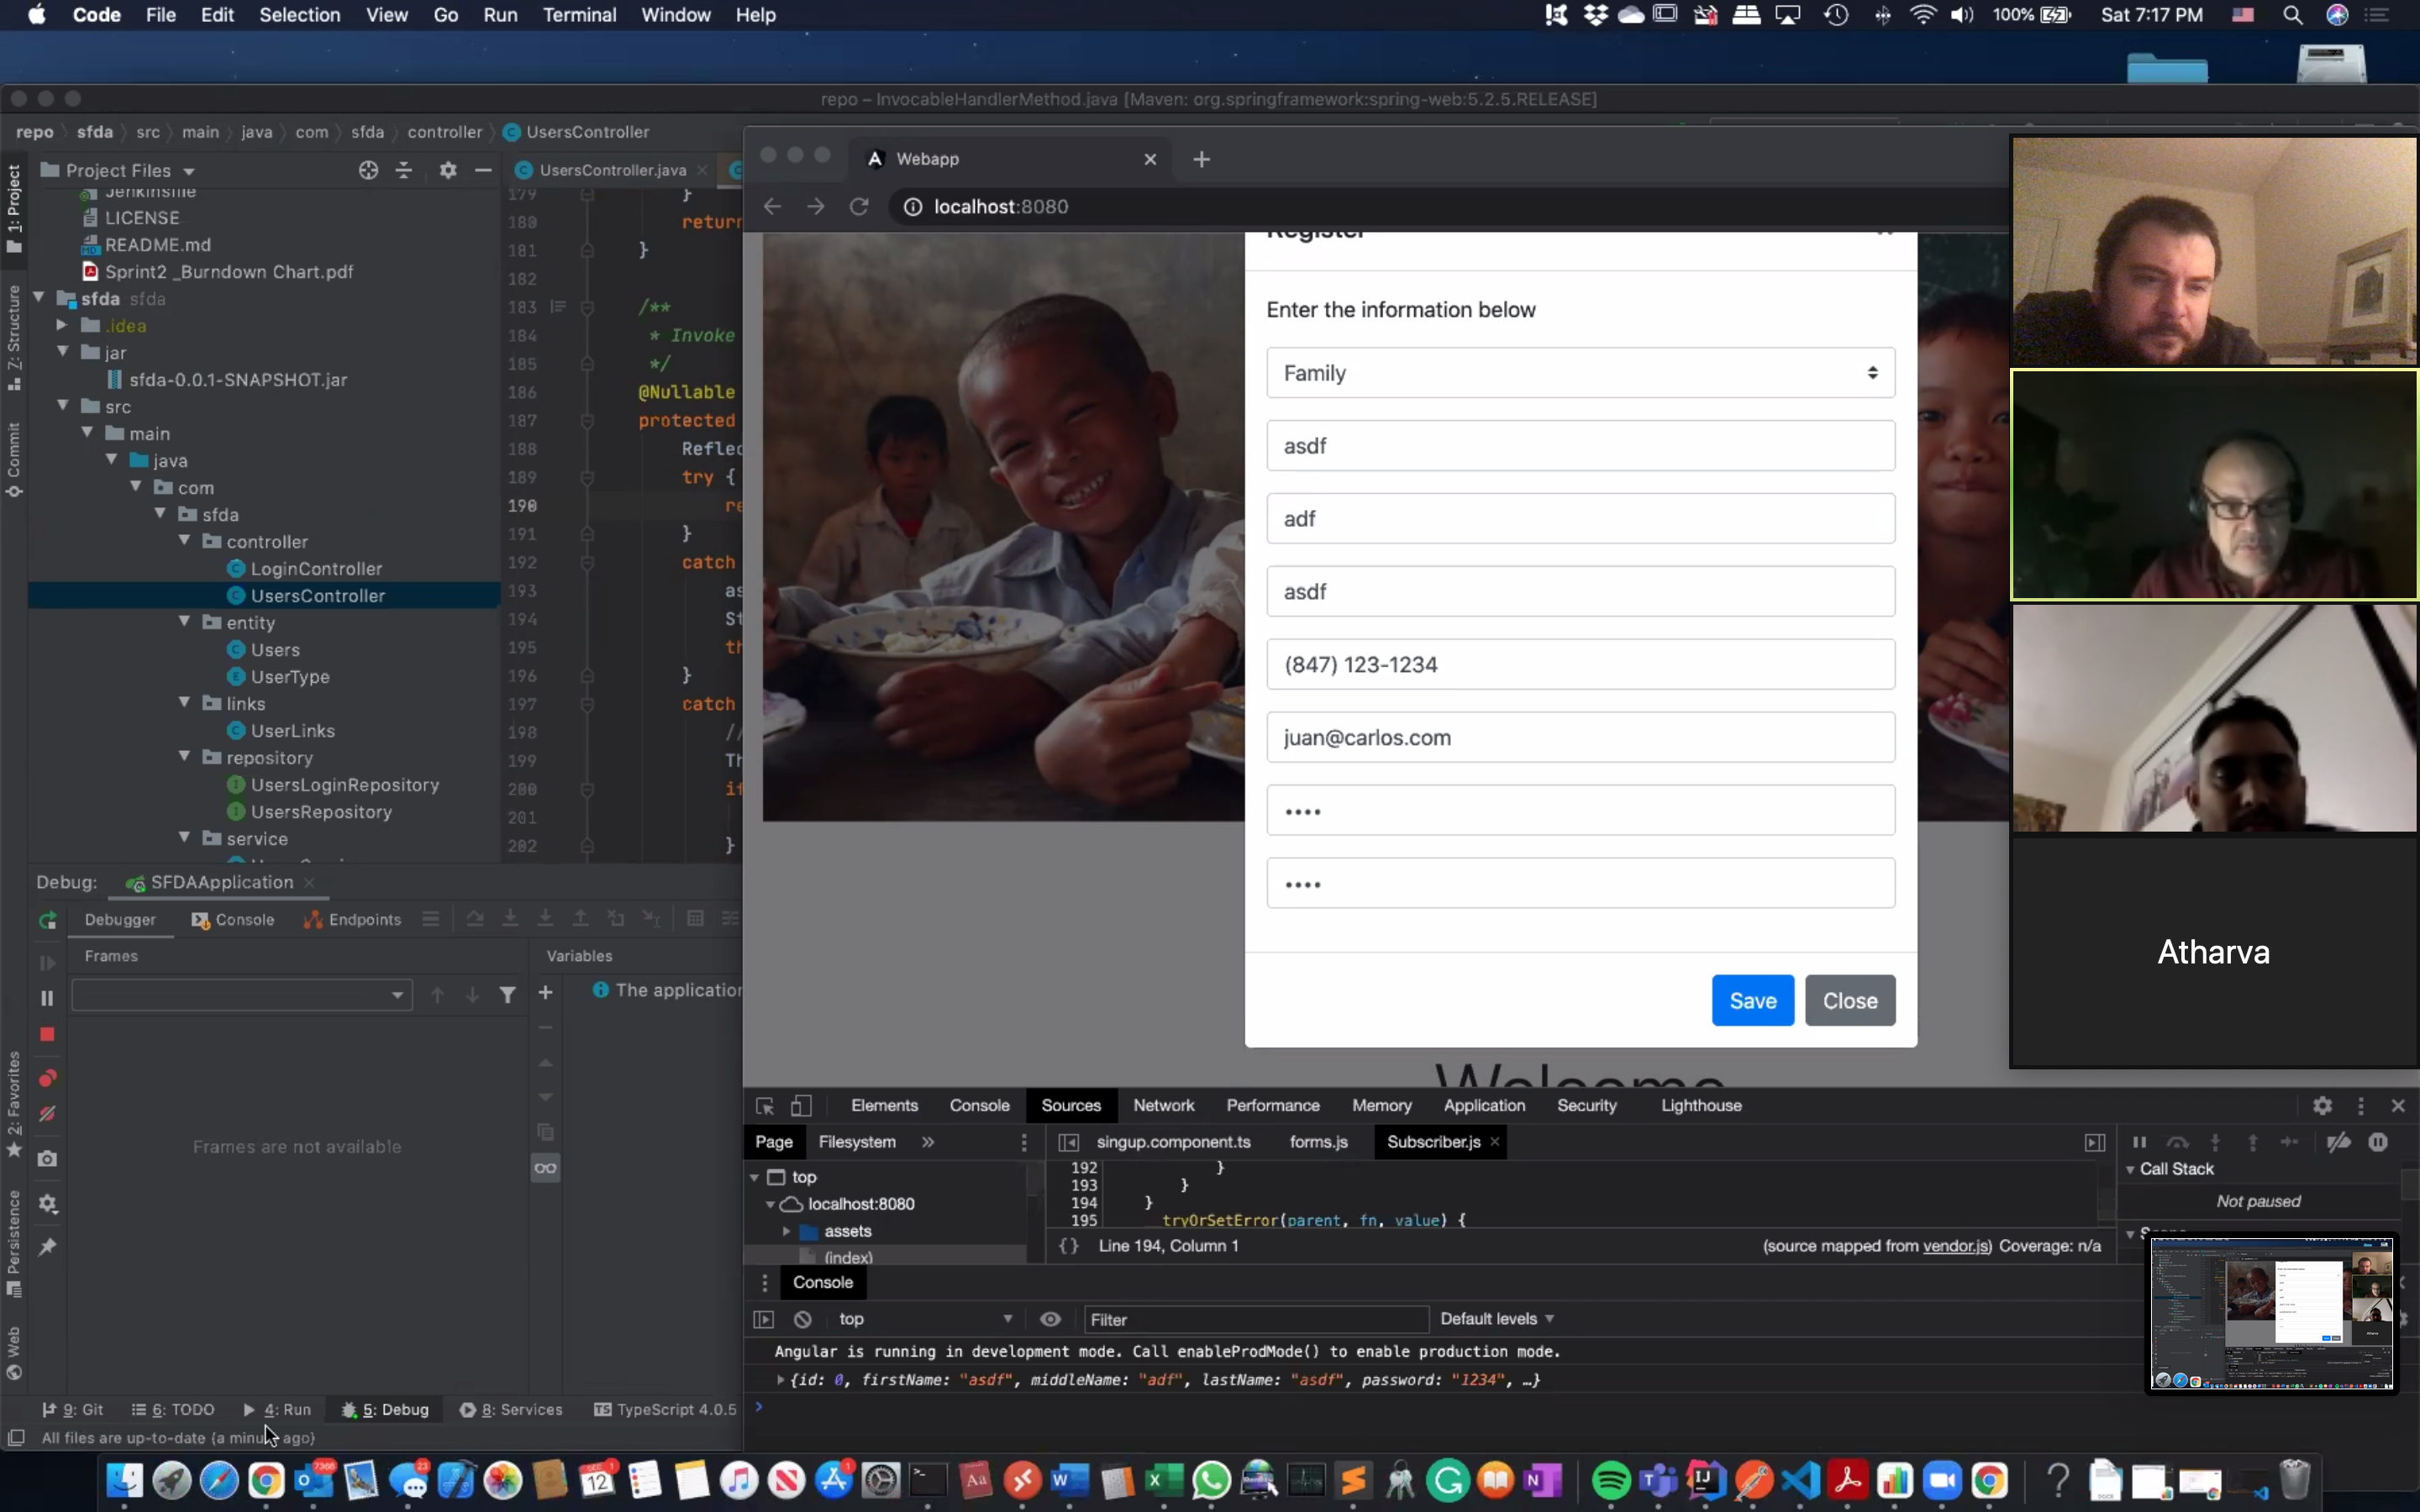 Code File Edit Selection View Go Run Terminal Window Help
100% Sat 7:17 PM
repo – InvocableHandlerMethod.java [Maven: org.springframework:spring-web:5.2.5.RELEASE]
repo sfda src main java com sfda controller UsersController
1: Project
Z: Structure
Commit
2: Favorites
Persistence
Web
Project Files
Jenkinsfile
LICENSE
README.md
Sprint2 _Burndown Chart.pdf
sfda sfda
.idea
jar
sfda-0.0.1-SNAPSHOT.jar
src
main
java
com
sfda
controller
LoginController
UsersController
entity
Users
UserType
links
UserLinks
repository
UsersLoginRepository
UsersRepository
service
UsersController.java
179 }
180 return
181 }
182
183 /**
184 * Invoke
185 */
186 @Nullable
187 protected
188 Reflec
189 try {
190 re
191 }
192 catch
193 as
194 St
195 th
196 }
197 catch
198 //
199 Th
200 if
201
202 }
Debug: SFDAApplication
Debugger Console Endpoints
Frames Variables
The application
Frames are not available
9: Git 6: TODO 4: Run 5: Debug 8: Services TypeScript 4.0.5
All files are up-to-date (a minute ago)
Webapp
localhost:8080
Register
Enter the information below
Family
asdf
adf
asdf
(847) 123-1234
juan@carlos.com
••••
••••
Save Close
Welcome
Atharva
Elements Console Sources Network Performance Memory Application Security Lighthouse
Page Filesystem »
singup.component.ts forms.js Subscriber.js
top
localhost:8080
assets
(index)
192 }
193 }
194 }
195 tryOrSetError(parent, fn, value) {
{} Line 194, Column 1 (source mapped from vendor.js) Coverage: n/a
Call Stack
Not paused
Console
top Filter Default levels
Angular is running in development mode. Call enableProdMode() to enable production mode.
{id: 0, firstName: "asdf", middleName: "adf", lastName: "asdf", password: "1234", …}
7368 23 DEC 12 1